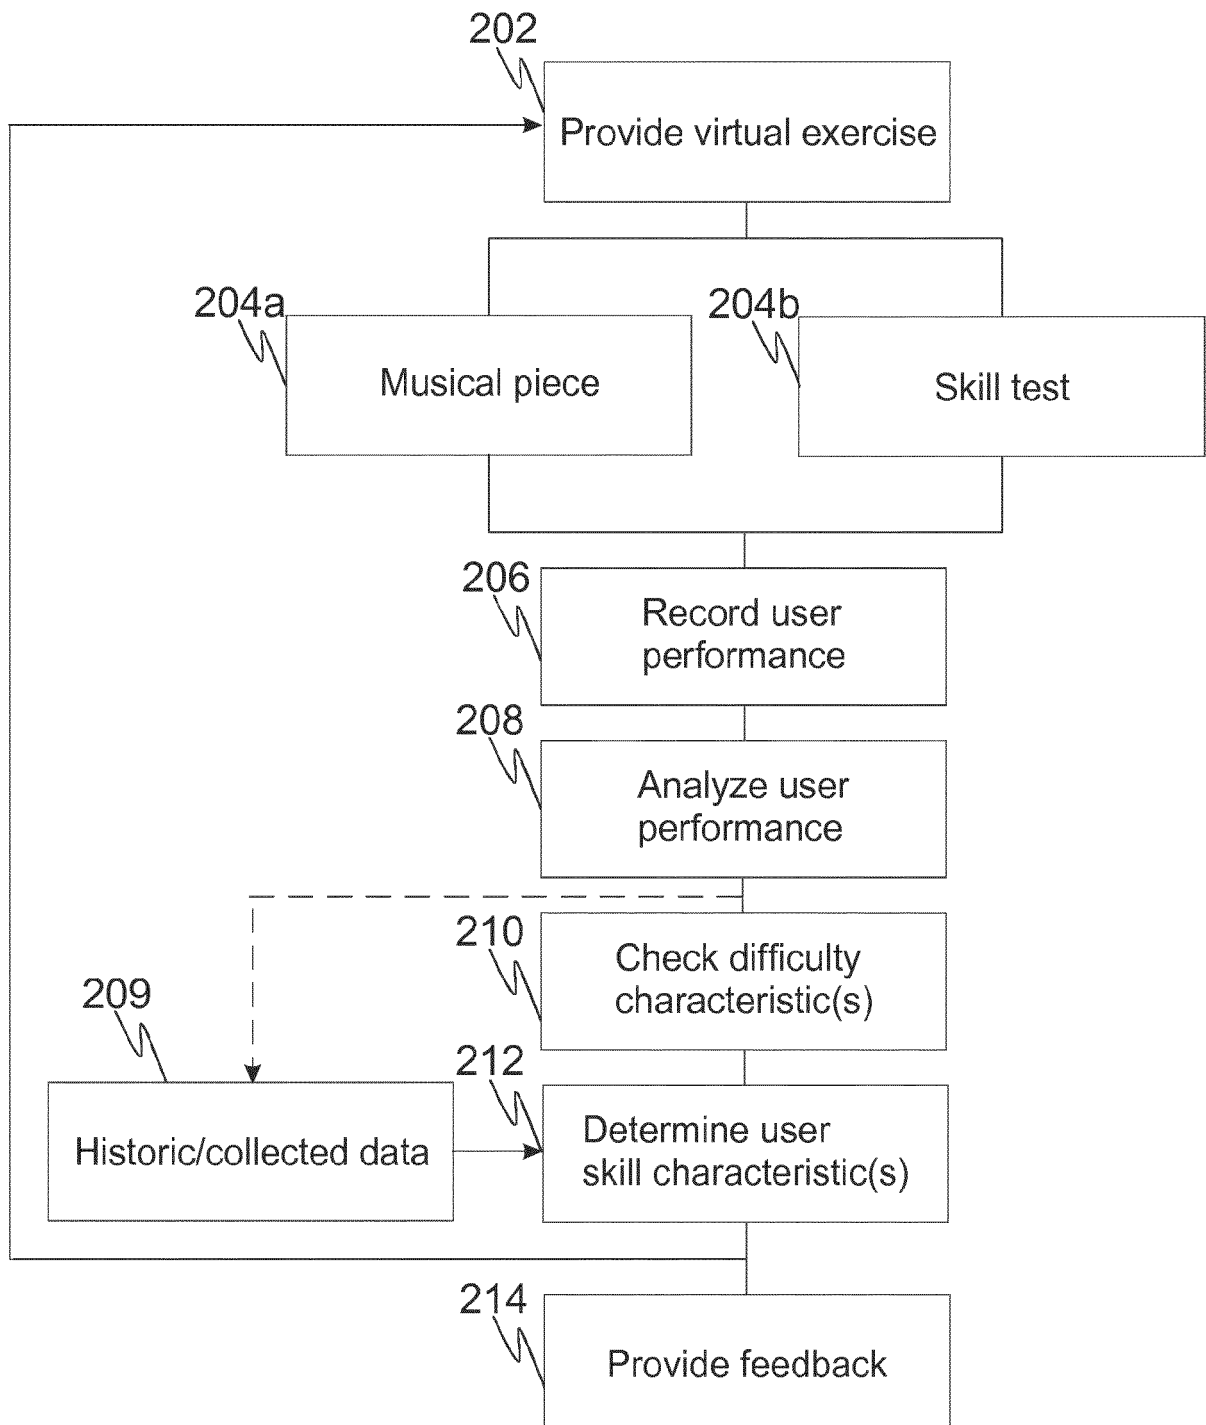 202
Provide virtual exercise
204a
Musical piece
204b
Skill test
206
Record user
performance
208
Analyze user
performance
210
Check difficulty
characteristic(s)
209
Historic/collected data
212
Determine user
skill characteristic(s)
214
Provide feedback